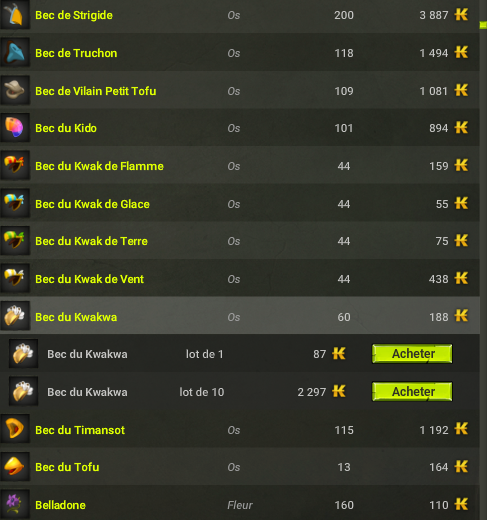 Bec de Strigide Os 200 3 887
Bec de Truchon Os 118 1 494
Bec de Vilain Petit Tofu Os 109 1 081
Bec du Kido Os 101 894
Bec du Kwak de Flamme Os 44 159
Bec du Kwak de Glace Os 44 55
Bec du Kwak de Terre Os 44 75
Bec du Kwak de Vent Os 44 438
Bec du Kwakwa Os 60 188
Bec du Kwakwa lot de 1 87 Acheter
Bec du Kwakwa lot de 10 2 297 Acheter
Bec du Timansot Os 115 1 192
Bec du Tofu Os 13 164
Belladone Fleur 160 110